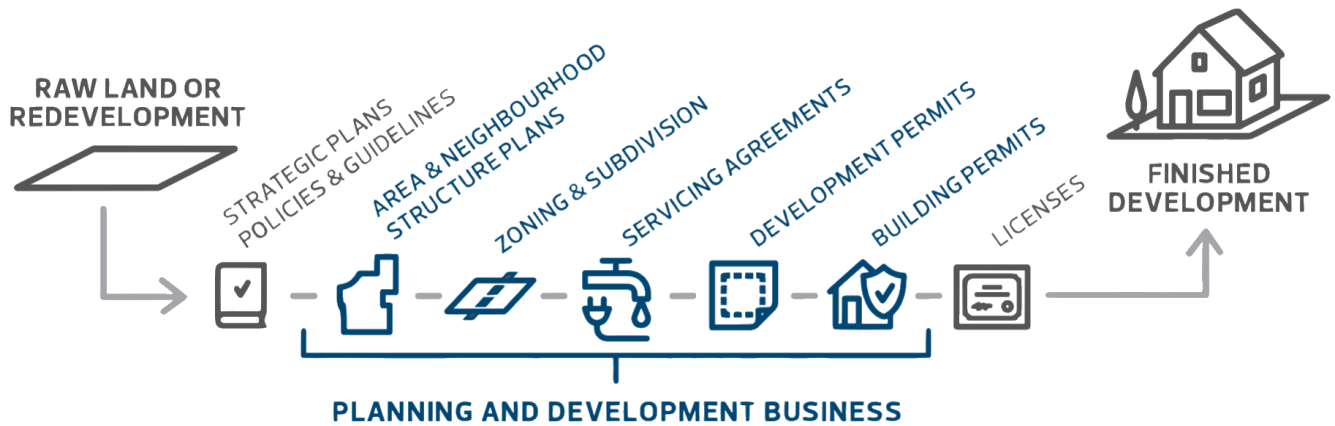 RAW LAND OR
REDEVELOPMENT
STRATEGIC PLANS
POLICIES & GUIDELINES
AREA & NEIGHBOURHOOD
STRUCTURE PLANS
ZONING & SUBDIVISION
SERVICING AGREEMENTS
DEVELOPMENT PERMITS
BUILDING PERMITS
LICENSES
FINISHED
DEVELOPMENT
PLANNING AND DEVELOPMENT BUSINESS